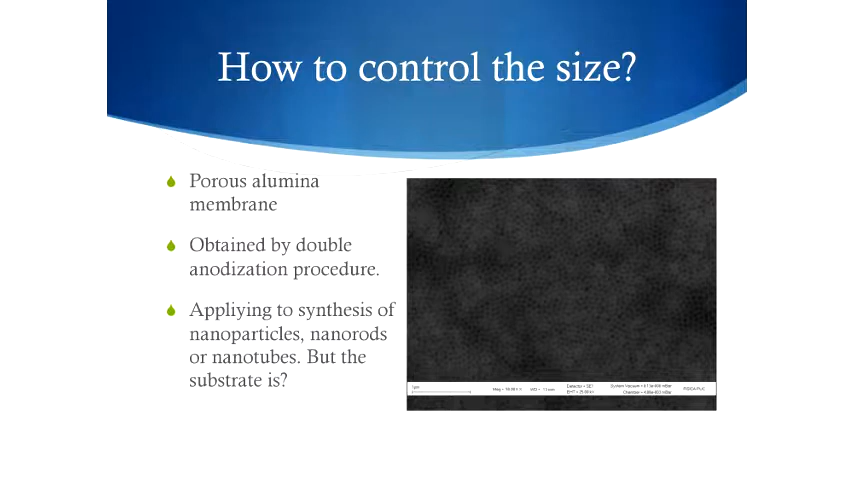 How to control the size?
Porous alumina
membrane
Obtained by double
anodization procedure.
Appliying to synthesis of
nanoparticles, nanorods
or nanotubes. But the
substrate is?
1µm